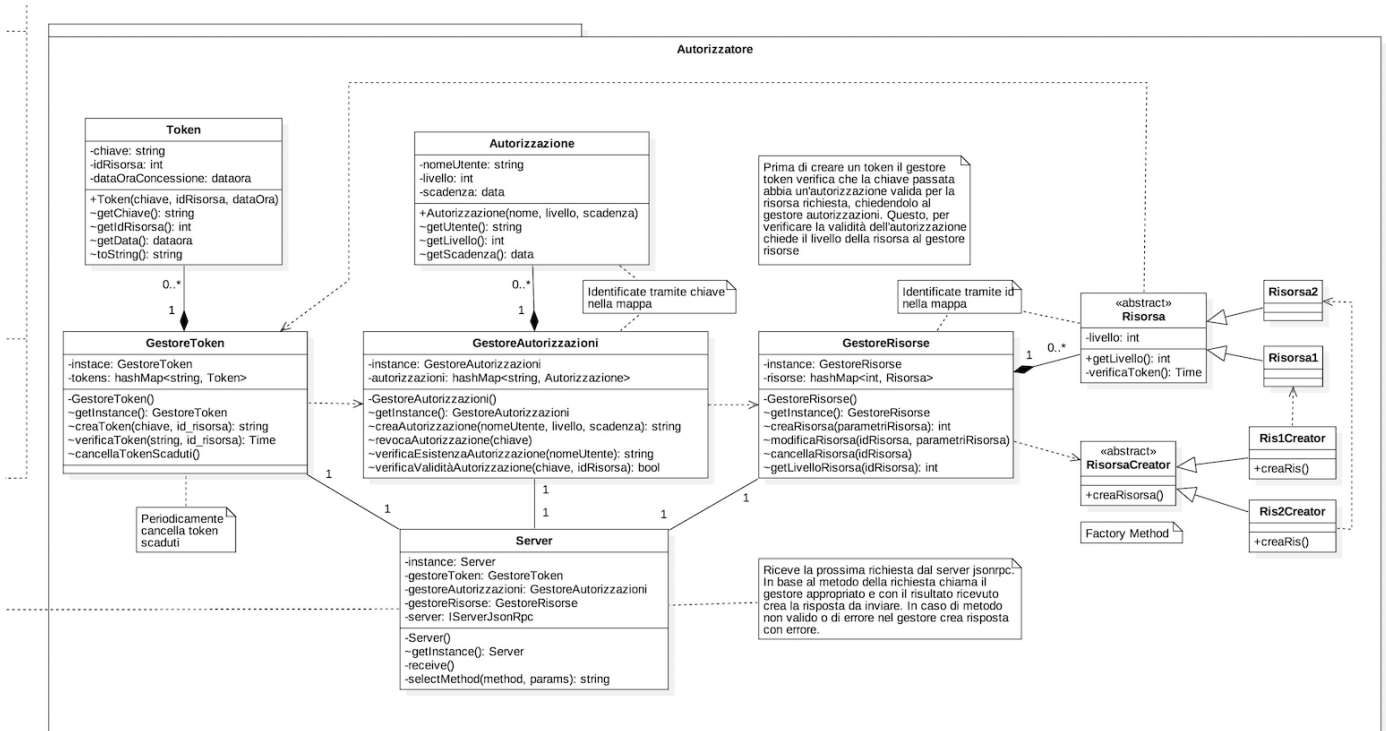 Autorizzatore
Token
-chiave: string
-idRisorsa: int
-dataOraConcessione: dataora
+Token(chiave, idRisorsa, dataOra)
~getChiave(): string
~getIdRisorsa(): int
~getData(): dataora
~toString(): string
0..*
1
Autorizzazione
-nomeUtente: string
-livello: int
-scadenza: data
+Autorizzazione(nome, livello, scadenza)
~getUtente(): string
~getLivello(): int
~getScadenza(): data
0..*
1
Identificate tramite chiave
nella mappa
Prima di creare un token il gestore
token verifica che la chiave passata
abbia un'autorizzazione valida per la
risorsa richiesta, chiedendolo al
gestore autorizzazioni. Questo, per
verificare la validità dell'autorizzazione
chiede il livello della risorsa al gestore
risorse
Identificate tramite id
nella mappa
«abstract»
Risorsa
-livello: int
+getLivello(): int
-verificaToken(): Time
Risorsa2
Risorsa1
1
0..*
GestoreToken
-instace: GestoreToken
-tokens: hashMap<string, Token>
-GestoreToken()
~getInstance(): GestoreToken
~creaToken(chiave, id_risorsa): string
~verificaToken(string, id_risorsa): Time
~cancellaTokenScaduti()
GestoreAutorizzazioni
-instance: GestoreAutorizzazioni
-autorizzazioni: hashMap<string, Autorizzazione>
-GestoreAutorizzazioni()
~getInstance(): GestoreAutorizzazioni
~creaAutorizzazione(nomeUtente, livello, scadenza): string
~revocaAutorizzazione(chiave)
~verificaEsistenzaAutorizzazione(nomeUtente): string
~verificaValiditàAutorizzazione(chiave, idRisorsa): bool
GestoreRisorse
-instance: GestoreRisorse
-risorse: hashMap<int, Risorsa>
-GestoreRisorse()
~getInstance(): GestoreRisorse
~creaRisorsa(parametriRisorsa): int
~modificaRisorsa(idRisorsa, parametriRisorsa)
~cancellaRisorsa(idRisorsa)
~getLivelloRisorsa(idRisorsa): int
«abstract»
RisorsaCreator
+creaRisorsa()
Factory Method
Ris1Creator
+creaRis()
Ris2Creator
+creaRis()
Periodicamente
cancella token
scaduti
1
1
1
1
1
1
Server
-instance: Server
-gestoreToken: GestoreToken
-gestoreAutorizzazioni: GestoreAutorizzazioni
-gestoreRisorse: GestoreRisorse
-server: IServerJsonRpc
-Server()
~getInstance(): Server
-receive()
-selectMethod(method, params): string
Riceve la prossima richiesta dal server jsonrpc.
In base al metodo della richiesta chiama il
gestore appropriato e con il risultato ricevuto
crea la risposta da inviare. In caso di metodo
non valido o di errore nel gestore crea risposta
con errore.